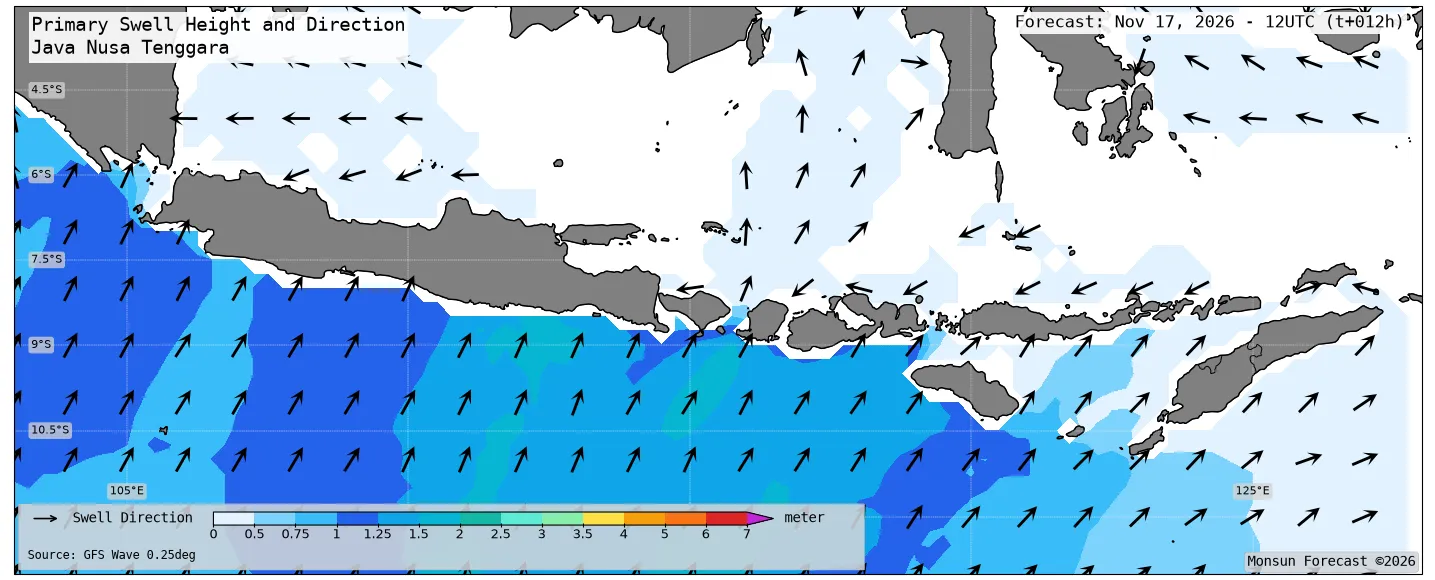 Primary Swell Height and Direction
Java Nusa Tenggara
Forecast: Nov 17, 2026 - 12UTC (t+012h)
4.5°S
6°S
7.5°S
9°S
10.5°S
105°E
125°E
Swell Direction
meter
0 0.5 0.75 1 1.25 1.5 2 2.5 3 3.5 4 5 6 7
Source: GFS Wave 0.25deg
Monsun Forecast ©2026